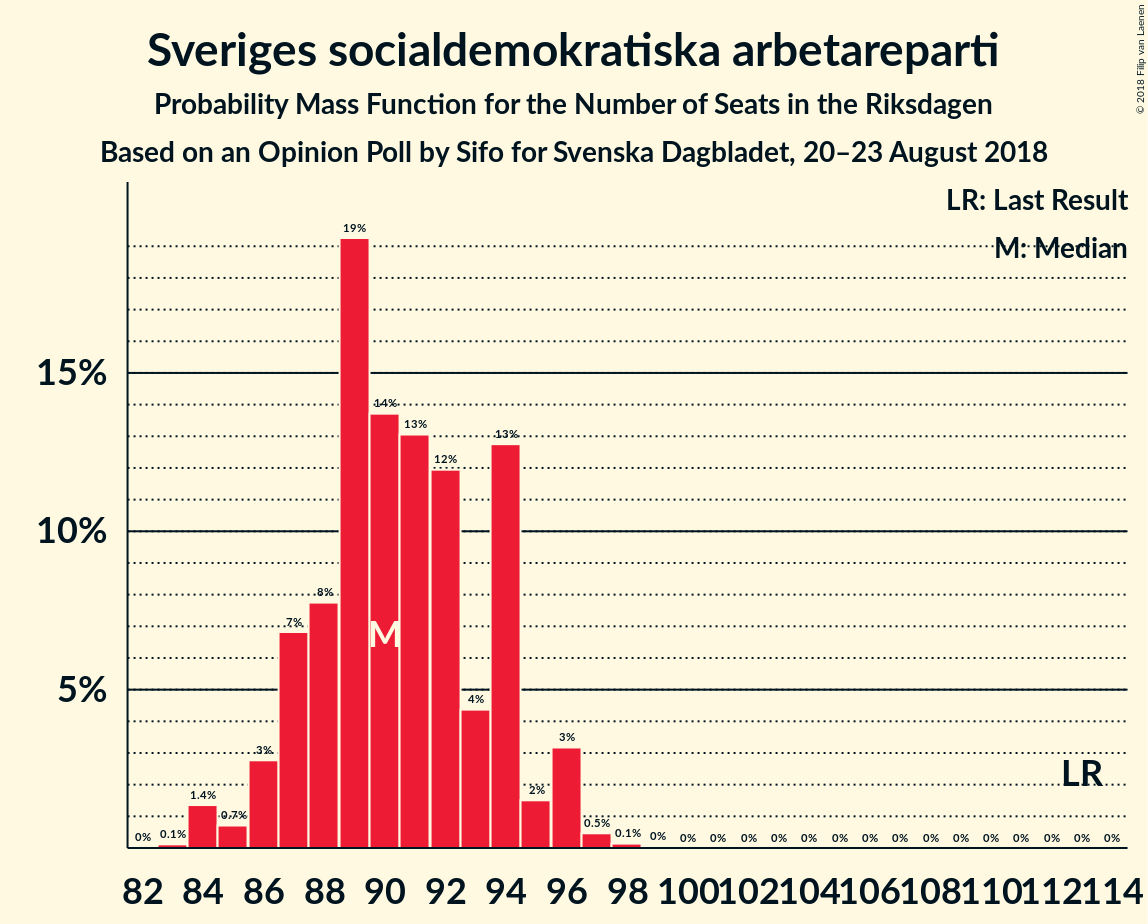 Sveriges socialdemokratiska arbetareparti
Probability Mass Function for the Number of Seats in the Riksdagen
Based on an Opinion Poll by Sifo for Svenska Dagbladet, 20–23 August 2018
© 2018 Filip van Laenen
LR: Last Result
M: Median
19%
15%
14%
13%
13%
12%
10%
8%
7%
M
5%
4%
3%
3%
LR
2%
1.4%
0.7%
0.5%
0% 0.1% 0.1% 0% 0% 0% 0% 0% 0% 0% 0% 0% 0% 0% 0% 0% 0% 0%
82 84 86 88 90 92 94 96 98 100 102 104 106 108 110 112 114